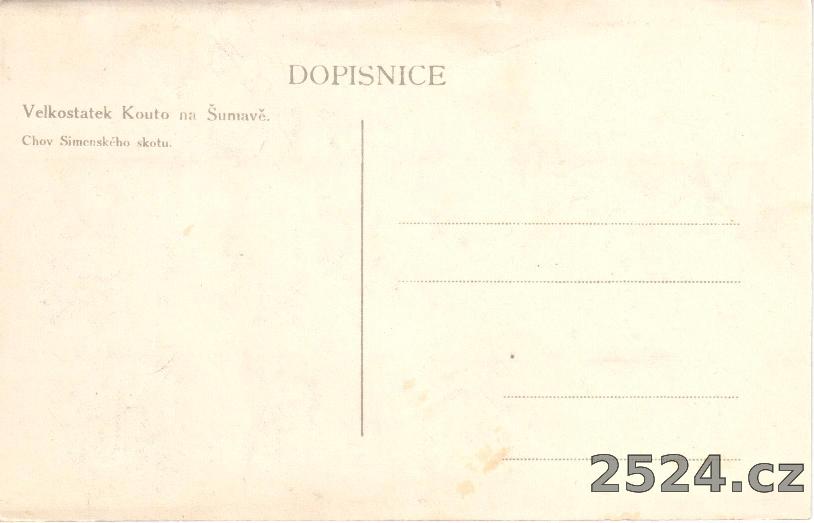 DOPISNICE
Velkostatek Kouto na Šumavě.
Chov Simenského skotu.
2524.cz